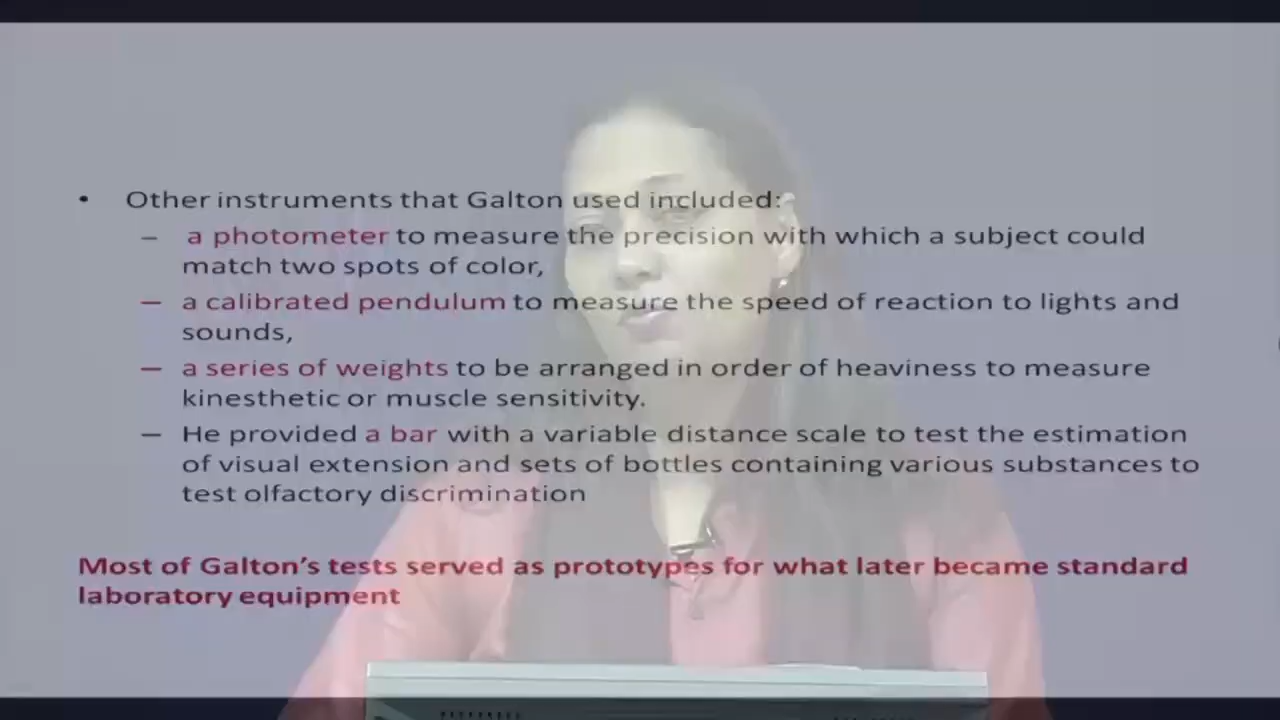 • Other instruments that Galton used included:
– a photometer to measure the precision with which a subject could
match two spots of color,
– a calibrated pendulum to measure the speed of reaction to lights and
sounds,
– a series of weights to be arranged in order of heaviness to measure
kinesthetic or muscle sensitivity.
– He provided a bar with a variable distance scale to test the estimation
of visual extension and sets of bottles containing various substances to
test olfactory discrimination
Most of Galton’s tests served as prototypes for what later became standard
laboratory equipment